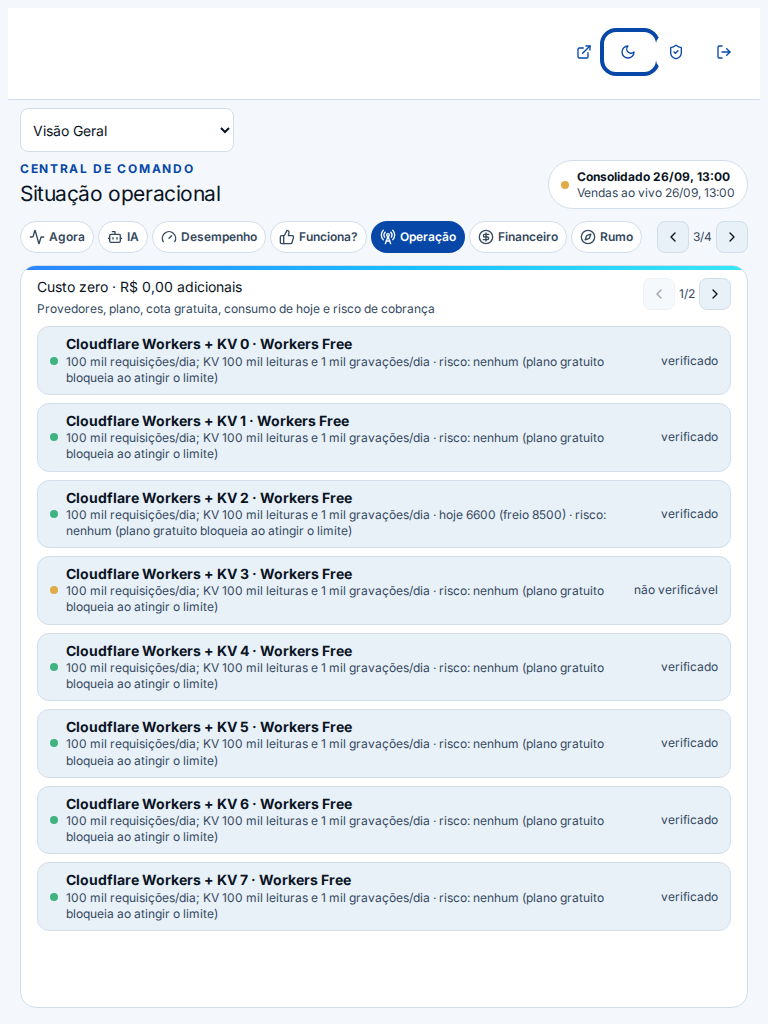 Visão Geral
CENTRAL DE COMANDO
Situação operacional
Consolidado 26/09, 13:00
Vendas ao vivo 26/09, 13:00
Agora
IA
Desempenho
Funciona?
Operação
Financeiro
Rumo
3/4
Custo zero · R$ 0,00 adicionais
Provedores, plano, cota gratuita, consumo de hoje e risco de cobrança
1/2
Cloudflare Workers + KV 0 · Workers Free
100 mil requisições/dia; KV 100 mil leituras e 1 mil gravações/dia · risco: nenhum (plano gratuito
bloqueia ao atingir o limite)
verificado
Cloudflare Workers + KV 1 · Workers Free
100 mil requisições/dia; KV 100 mil leituras e 1 mil gravações/dia · risco: nenhum (plano gratuito
bloqueia ao atingir o limite)
verificado
Cloudflare Workers + KV 2 · Workers Free
100 mil requisições/dia; KV 100 mil leituras e 1 mil gravações/dia · hoje 6600 (freio 8500) · risco:
nenhum (plano gratuito bloqueia ao atingir o limite)
verificado
Cloudflare Workers + KV 3 · Workers Free
100 mil requisições/dia; KV 100 mil leituras e 1 mil gravações/dia · risco: nenhum (plano gratuito
bloqueia ao atingir o limite)
não verificável
Cloudflare Workers + KV 4 · Workers Free
100 mil requisições/dia; KV 100 mil leituras e 1 mil gravações/dia · risco: nenhum (plano gratuito
bloqueia ao atingir o limite)
verificado
Cloudflare Workers + KV 5 · Workers Free
100 mil requisições/dia; KV 100 mil leituras e 1 mil gravações/dia · risco: nenhum (plano gratuito
bloqueia ao atingir o limite)
verificado
Cloudflare Workers + KV 6 · Workers Free
100 mil requisições/dia; KV 100 mil leituras e 1 mil gravações/dia · risco: nenhum (plano gratuito
bloqueia ao atingir o limite)
verificado
Cloudflare Workers + KV 7 · Workers Free
100 mil requisições/dia; KV 100 mil leituras e 1 mil gravações/dia · risco: nenhum (plano gratuito
bloqueia ao atingir o limite)
verificado